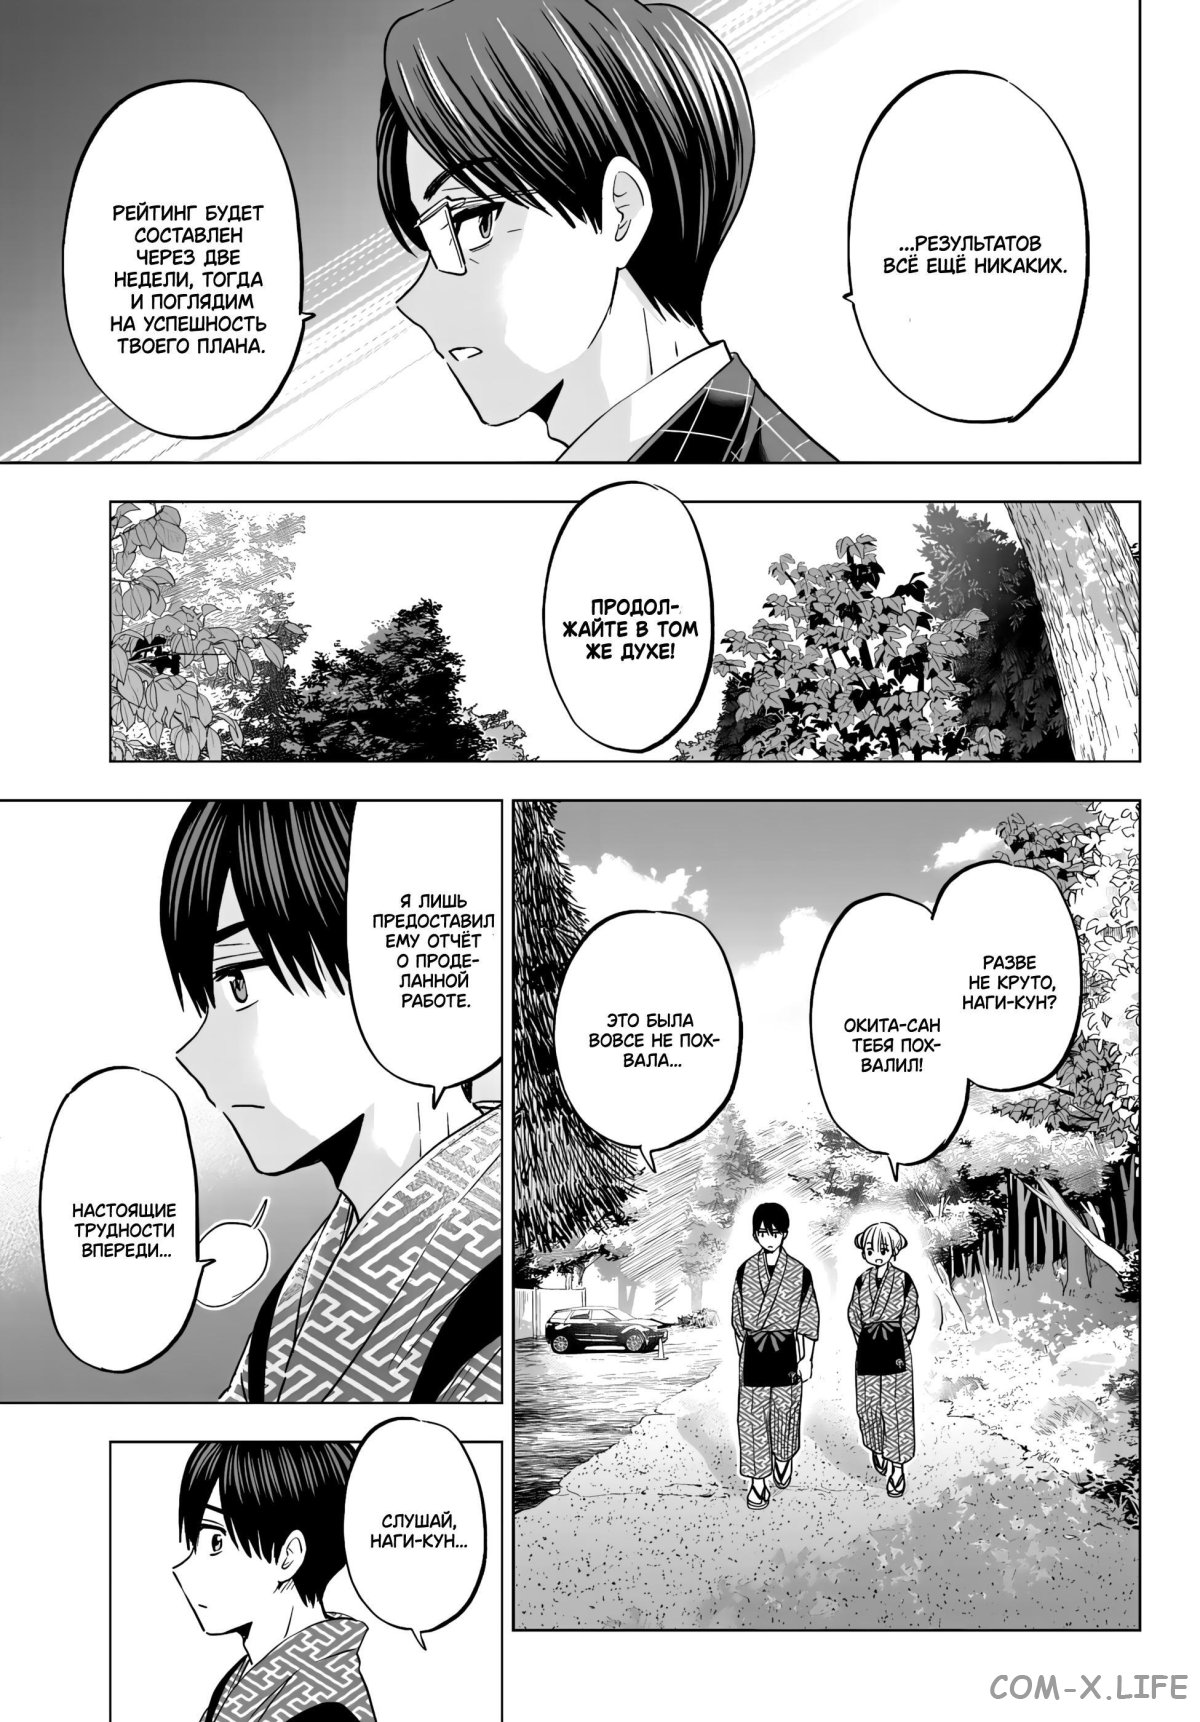 ...РЕЗУЛЬТАТОВ
ВСЁ ЕЩЁ НИКАКИХ.
РЕЙТИНГ БУДЕТ
СОСТАВЛЕН
ЧЕРЕЗ ДВЕ
НЕДЕЛИ, ТОГДА
И ПОГЛЯДИМ
НА УСПЕШНОСТЬ
ТВОЕГО ПЛАНА.
ПРОДОЛ-
ЖАЙТЕ В ТОМ
ЖЕ ДУХЕ!
РАЗВЕ
НЕ КРУТО,
НАГИ-КУН?
ОКИТА-САН
ТЕБЯ ПОХ-
ВАЛИЛ!
ЭТО БЫЛА
ВОВСЕ НЕ ПОХ-
ВАЛА...
Я ЛИШЬ
ПРЕДОСТАВИЛ
ЕМУ ОТЧЁТ
О ПРОДЕ-
ЛАННОЙ
РАБОТЕ.
НАСТОЯЩИЕ
ТРУДНОСТИ
ВПЕРЕДИ...
СЛУШАЙ,
НАГИ-КУН...
COM-X.LIFE